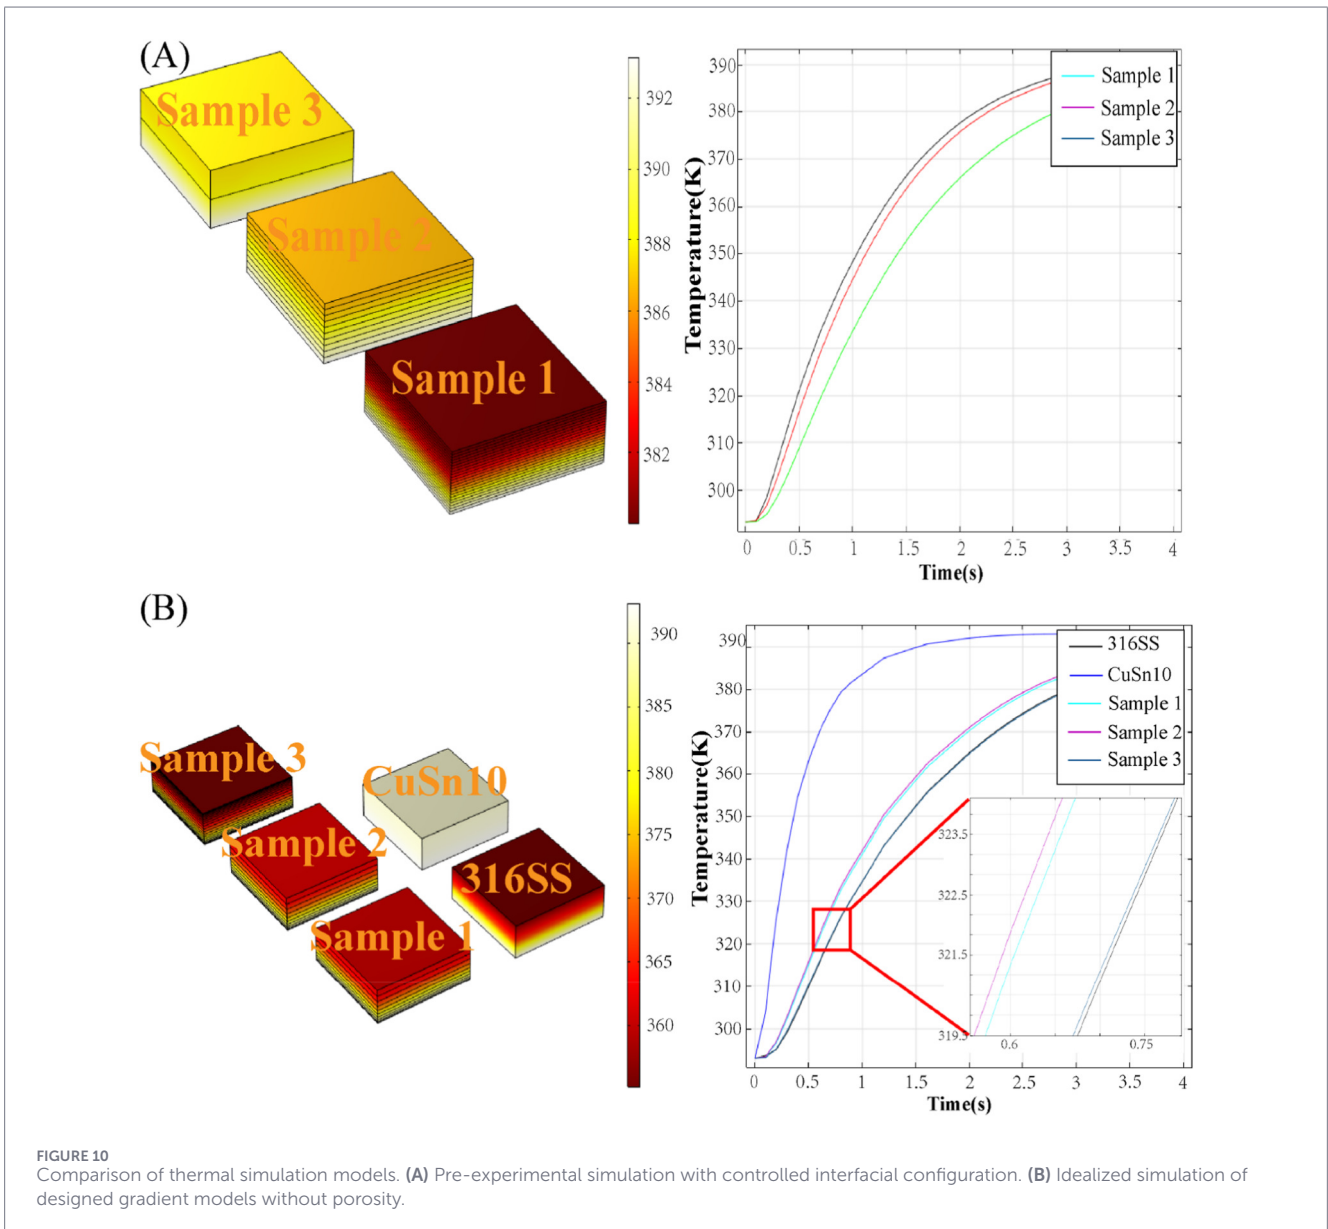 (A)
Sample 3
Sample 2
Sample 1
392
390
388
386
384
382
390
380
370
360
350
340
330
320
310
300
Temperature(K)
0 0.5 1 1.5 2 2.5 3 3.5 4
Time(s)
Sample 1
Sample 2
Sample 3
(B)
Sample 3
CuSn10
Sample 2
316SS
Sample 1
390
385
380
375
370
365
360
390
380
370
360
350
340
330
320
310
300
Temperature(K)
0 0.5 1 1.5 2 2.5 3 3.5 4
Time(s)
316SS
CuSn10
Sample 1
Sample 2
Sample 3
323.5
322.5
321.5
0.6 0.75
FIGURE 10
Comparison of thermal simulation models. (A) Pre-experimental simulation with controlled interfacial configuration. (B) Idealized simulation of
designed gradient models without porosity.